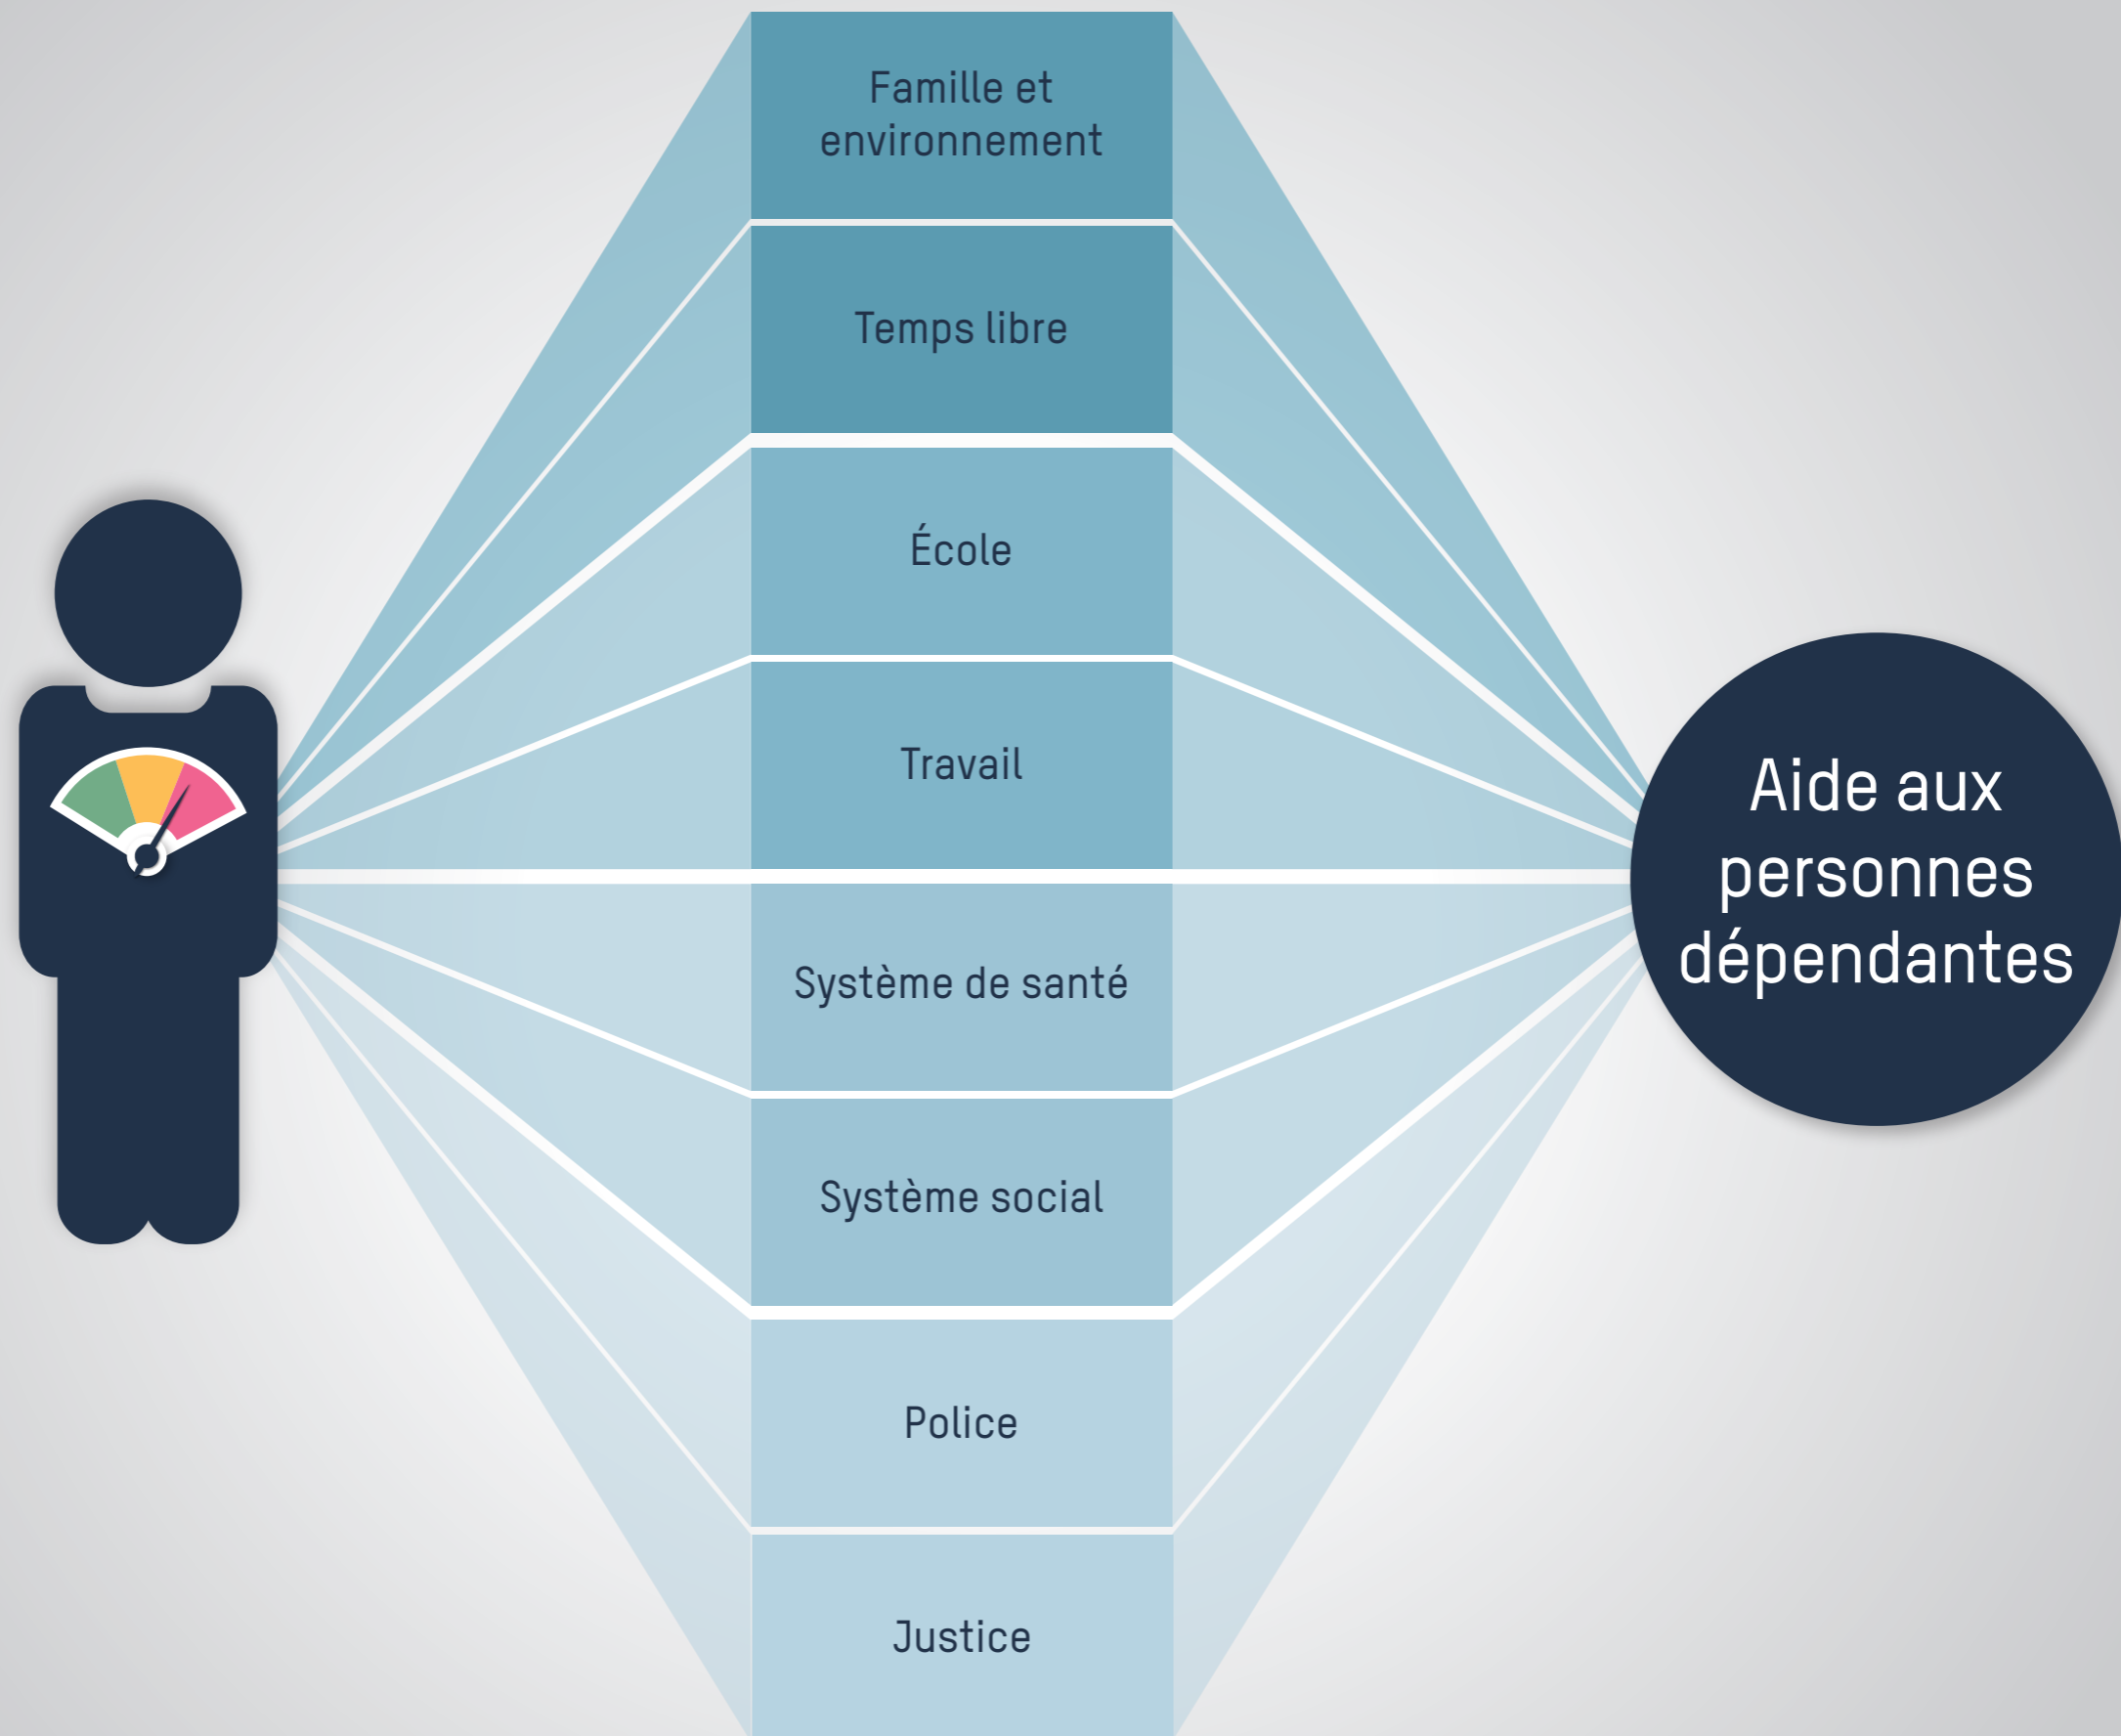 Famille et
environnement
Temps libre
École
Travail
Système de santé
Système social
Police
Justice
Aide aux
personnes
dépendantes